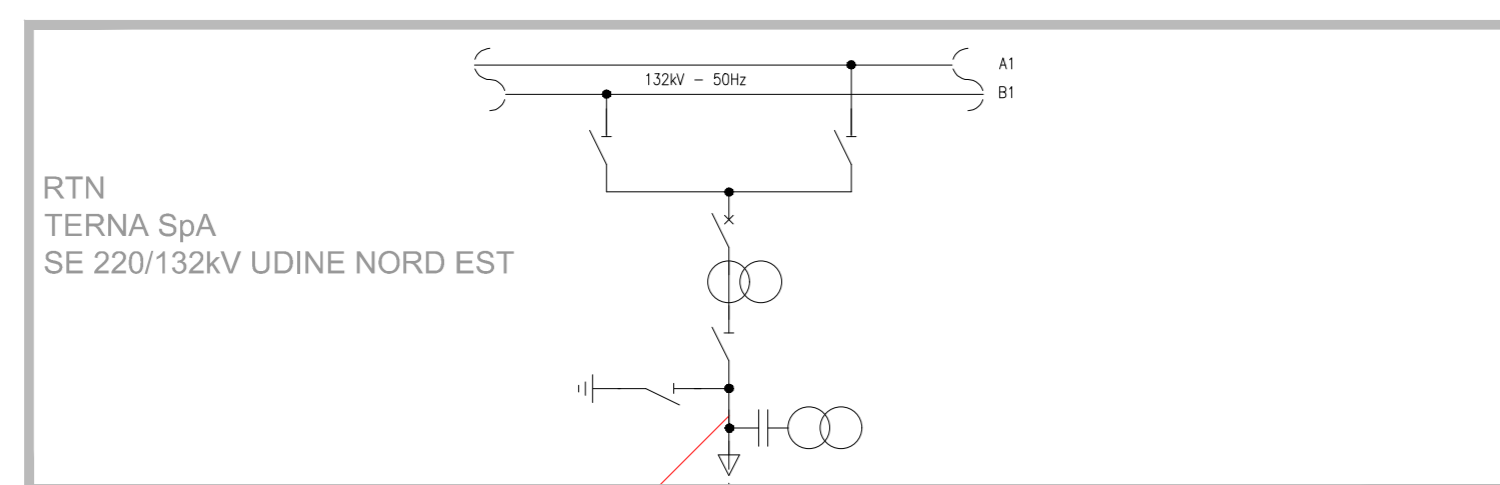 A1
132kV – 50Hz
B1
RTN
TERNA SpA
SE 220/132kV UDINE NORD EST